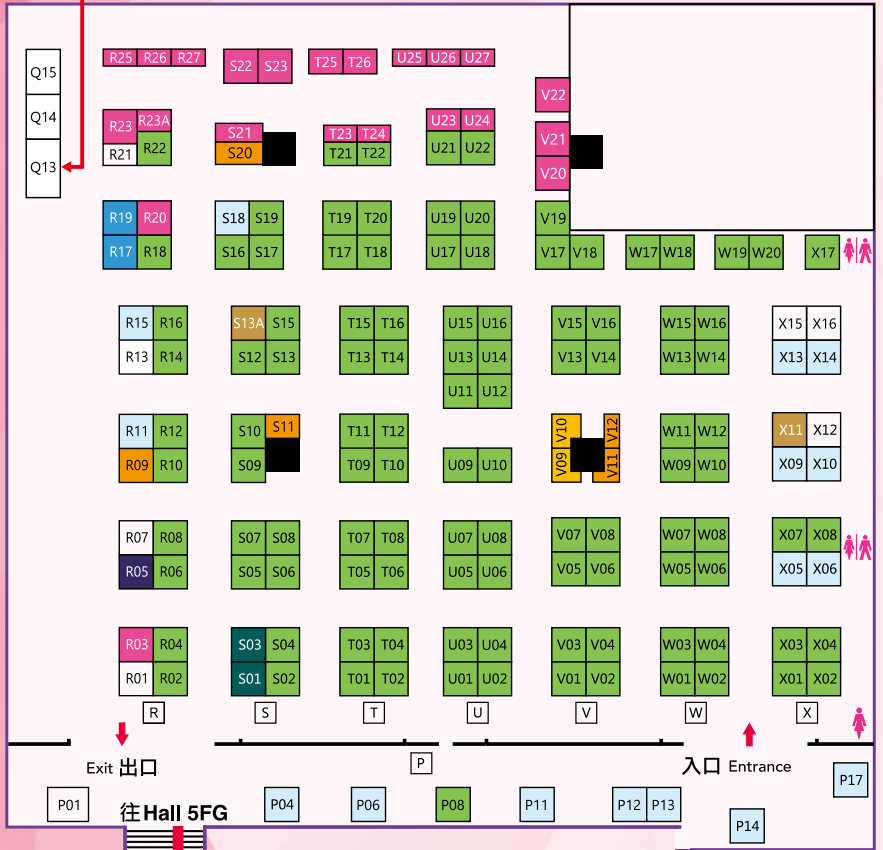 R25 R26 R27 S22 S23 T25 T26 U25 U26 U27
Q15
V22
Q14 R23 R23A S21 T23 T24 U23 U24 V21
R21 R22 S20 T21 T22 U21 U22
Q13 V20
R19 R20 S18 S19 T19 T20 U19 U20 V19
R17 R18 S16 S17 T17 T18 U17 U18 V17 V18 W17 W18 W19 W20 X17
R15 R16 S13A S15 T15 T16 U15 U16 V15 V16 W15 W16 X15 X16
R13 R14 S12 S13 T13 T14 U13 U14 V13 V14 W13 W14 X13 X14
U11 U12
R11 R12 S10 S11 T11 T12 V10 V12 W11 W12 X11 X12
R09 R10 S09 T09 T10 U09 U10 V09 V11 W09 W10 X09 X10
R07 R08 S07 S08 T07 T08 U07 U08 V07 V08 W07 W08 X07 X08
R05 R06 S05 S06 T05 T06 U05 U06 V05 V06 W05 W06 X05 X06
R03 R04 S03 S04 T03 T04 U03 U04 V03 V04 W03 W04 X03 X04
R01 R02 S01 S02 T01 T02 U01 U02 V01 V02 W01 W02 X01 X02
R S T U V W X
Exit 出口 P 入口 Entrance
P17
P01 P04 P06 P08 P11 P12 P13
往Hall 5FG
P14